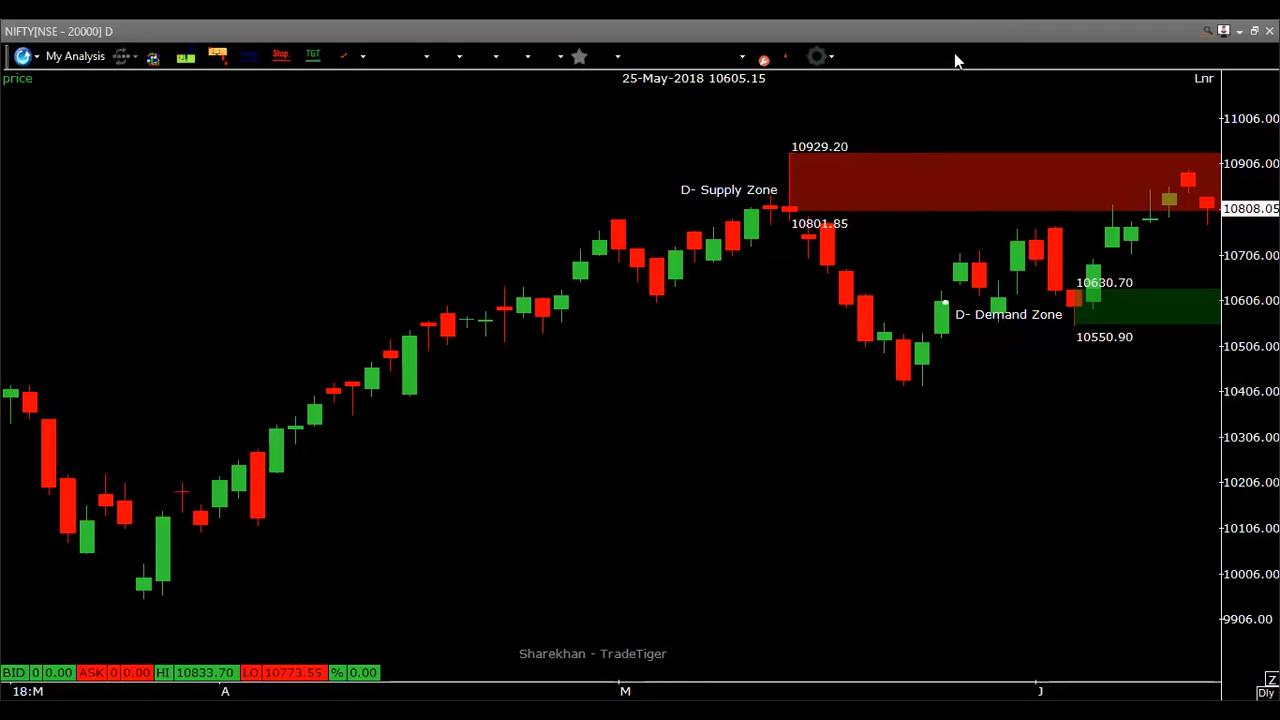 NIFTY[NSE - 20000] D
My Analysis
Stop
TGT
price
25-May-2018 10605.15
Lnr
11006.00
10929.20
10906.00
D- Supply Zone
10808.05
10801.85
10706.00
10630.70
10606.00
D- Demand Zone
10550.90
10506.00
10406.00
10306.00
10206.00
10106.00
10006.00
9906.00
Sharekhan - TradeTiger
BID 0 0.00 ASK 0 0.00 HI 10833.70 LO 10773.55 % 0.00
Z
18:M A M J Dly